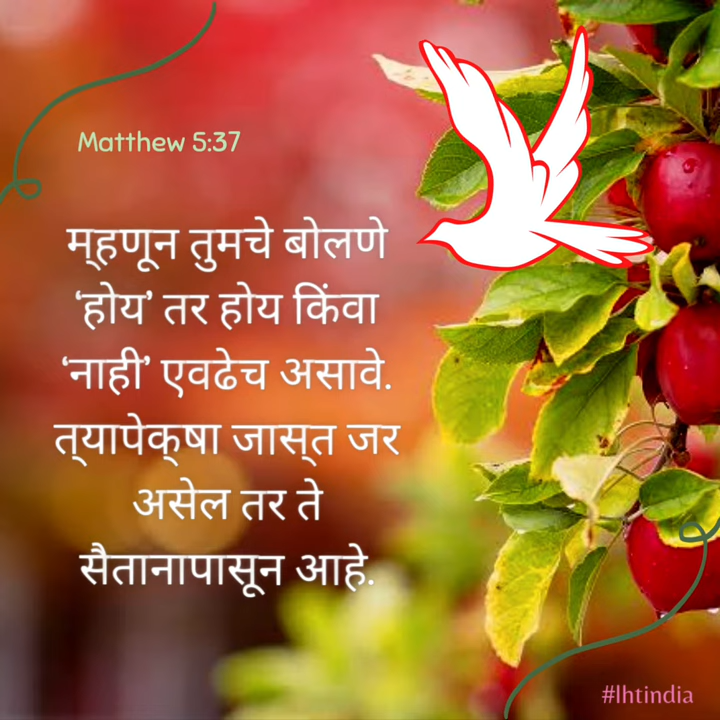 Matthew 5:37
म्हणून तुमचे बोलणे
‘होय’ तर होय किंवा
‘नाही’ एवढेच असावे.
त्यापेक्षा जास्त जर
असेल तर ते
सैतानापासून आहे.
#lhtindia